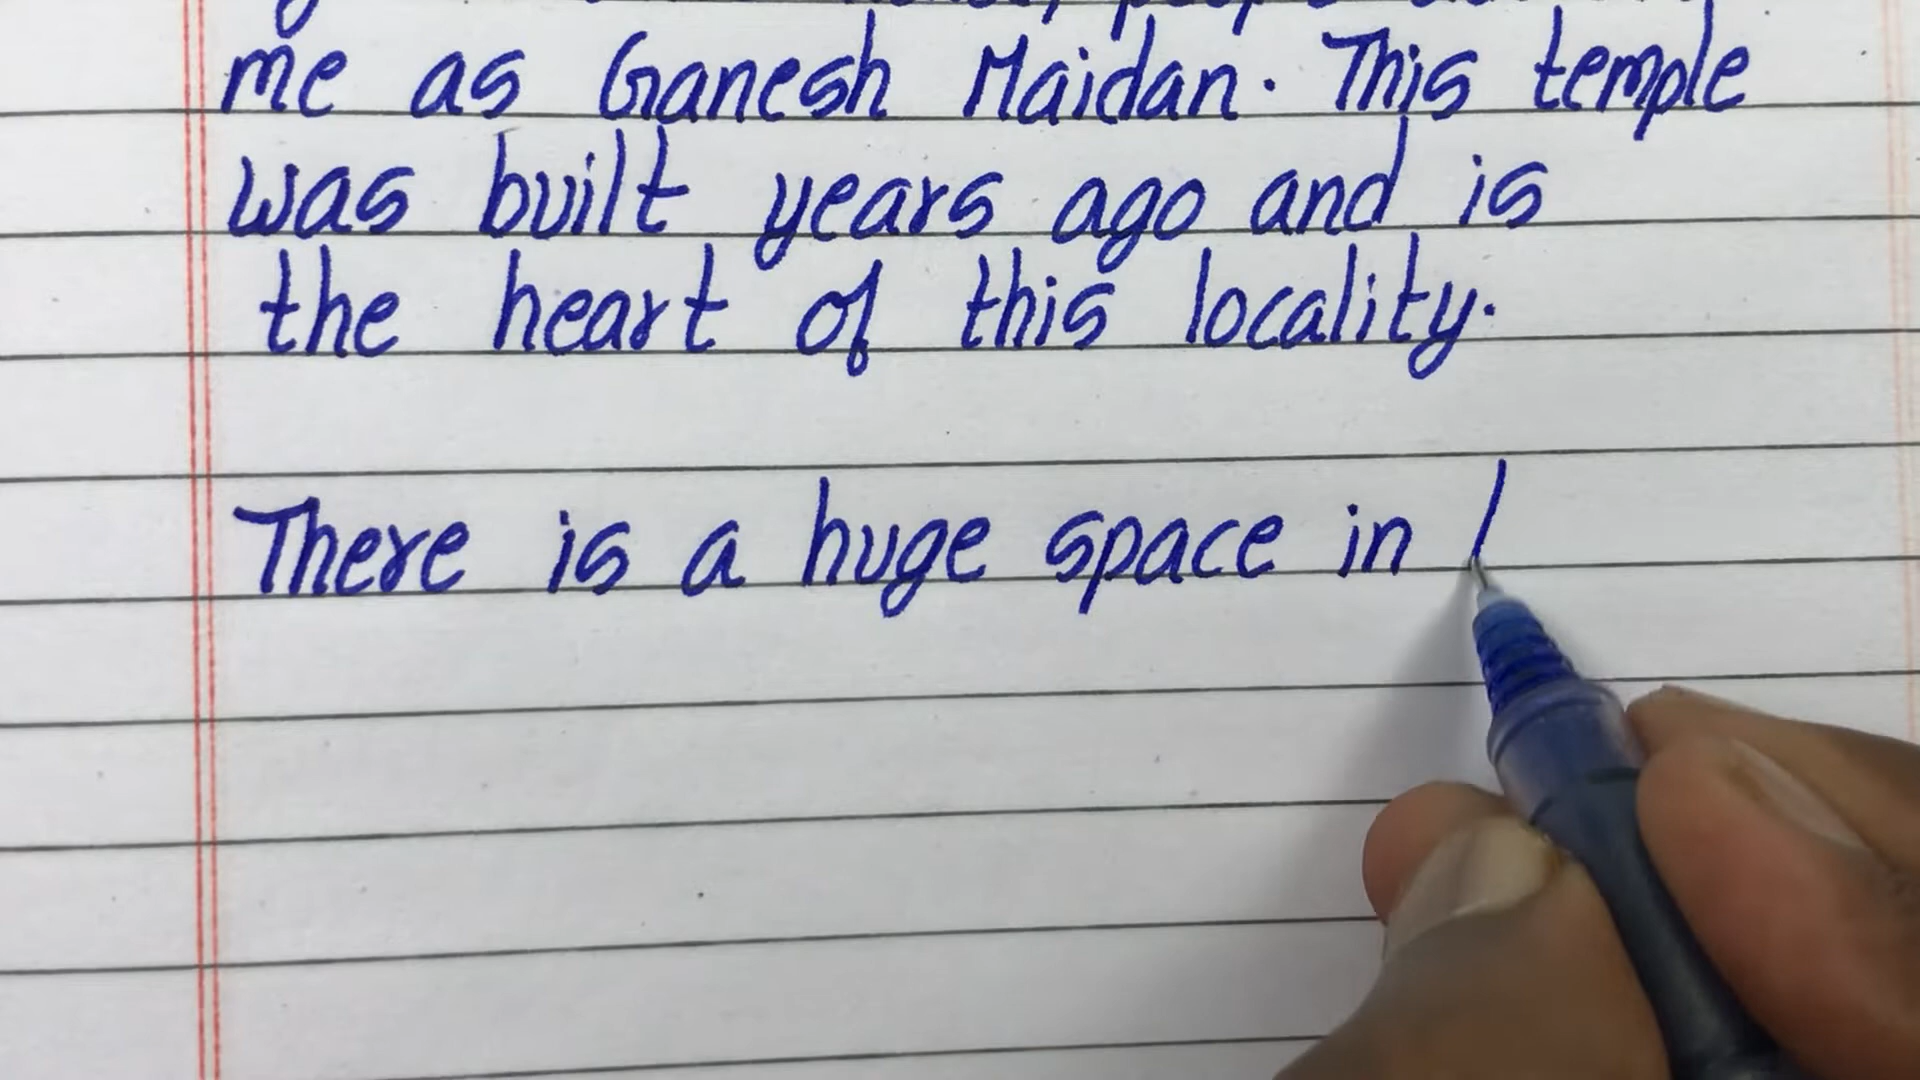 me as Ganesh Maidan. This temple
was built years ago and is
the heart of this locality.
There is a huge space in